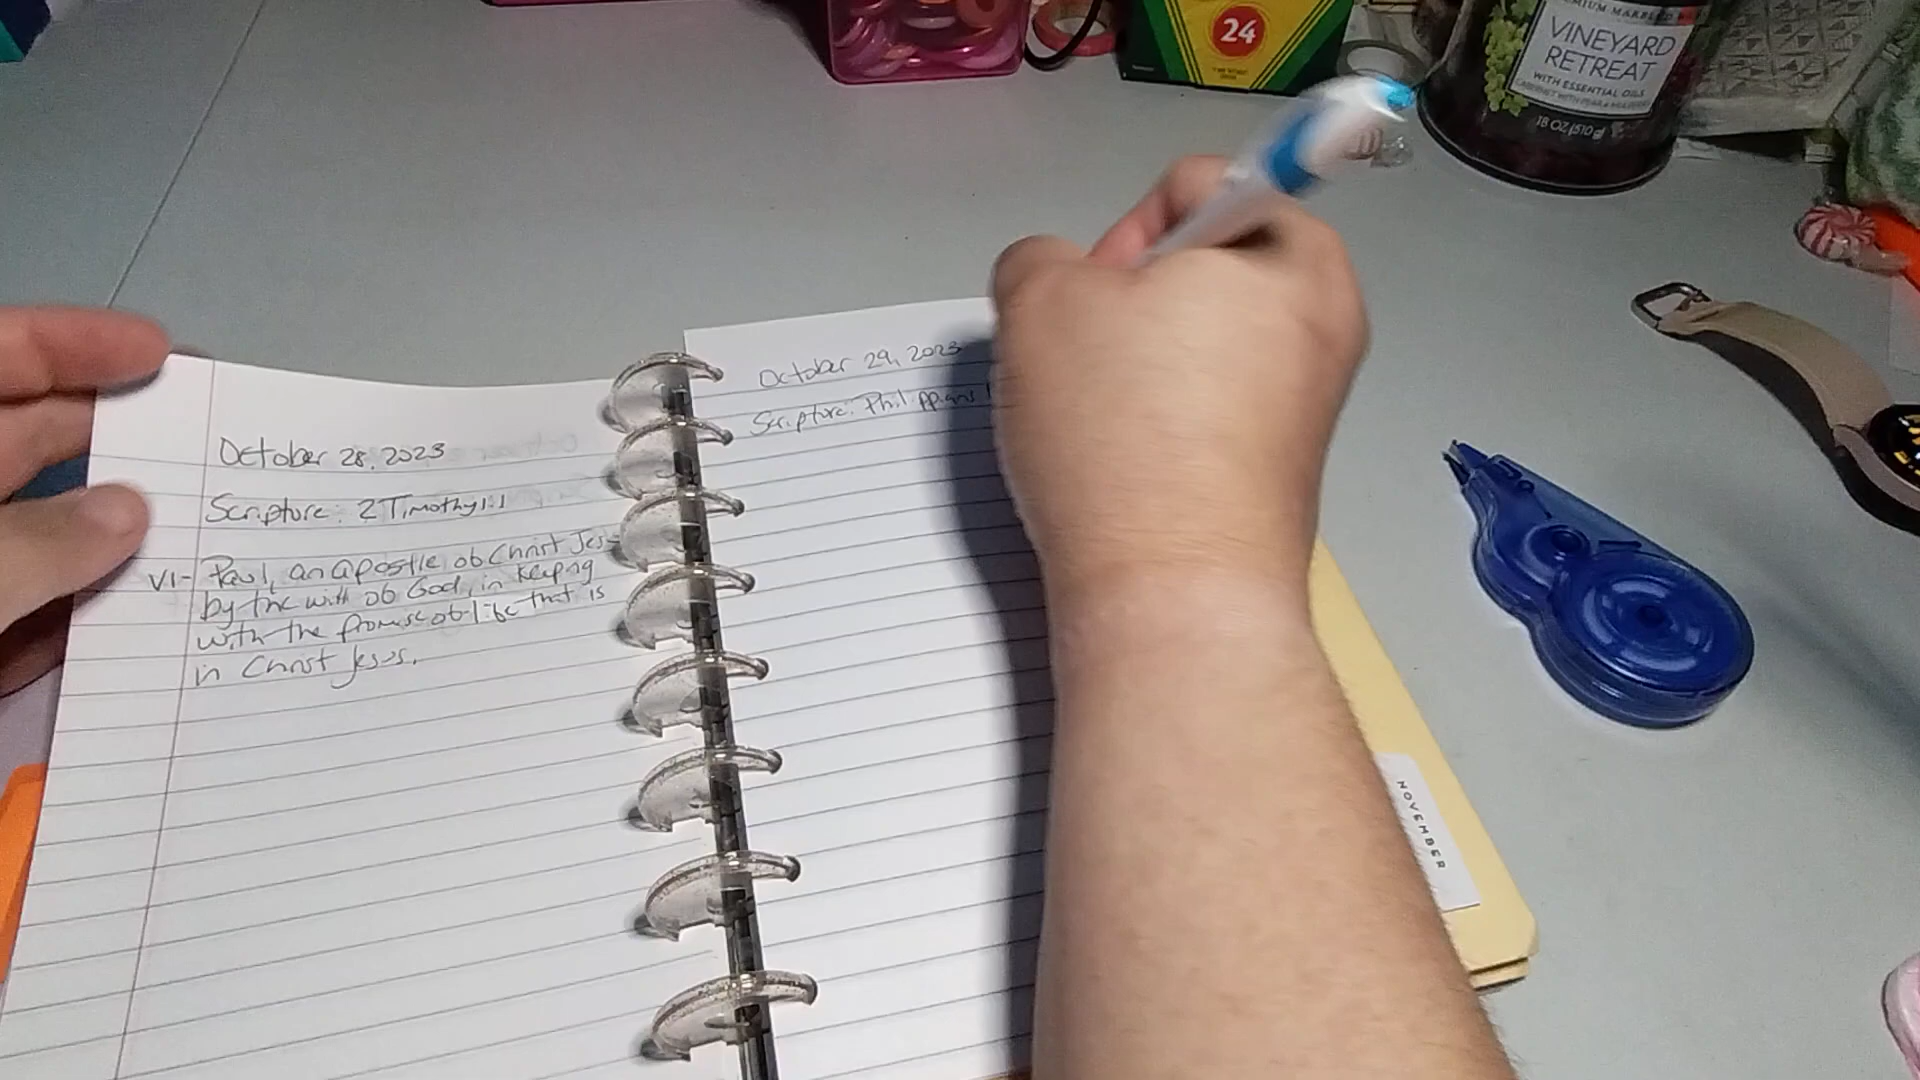 24
VINEYARD
RETREAT
WITH ESSENTIAL OILS
18 OZ (510 g)
October 28, 2023
Scripture: 2 Timothy 1:1
V1- Paul, an apostle of Christ Jes
by the will of God, in keeping
with the promise of life that is
in Christ Jesus.
October 29, 2023
Scripture: Philippians 1
NOVEMBER